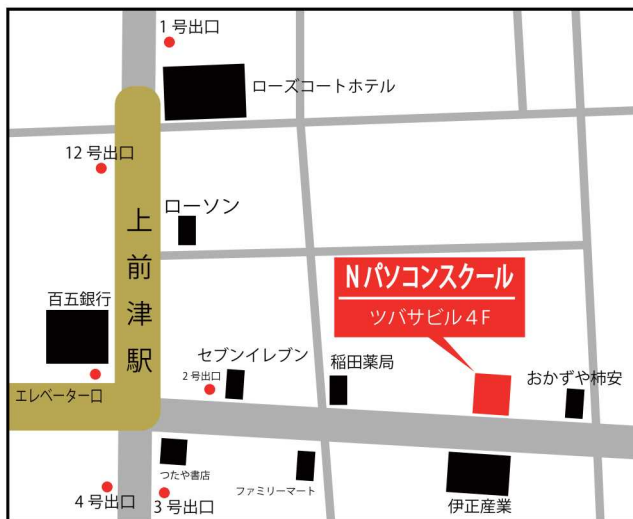 1号出口
ローズコートホテル
12号出口
ローソン
上前津駅
Nパソコンスクール
ツバサビル4F
百五銀行
セブンイレブン
稲田薬局
おかずや柿安
2号出口
エレベーター口
つたや書店
ファミリーマート
4号出口
3号出口
伊正産業